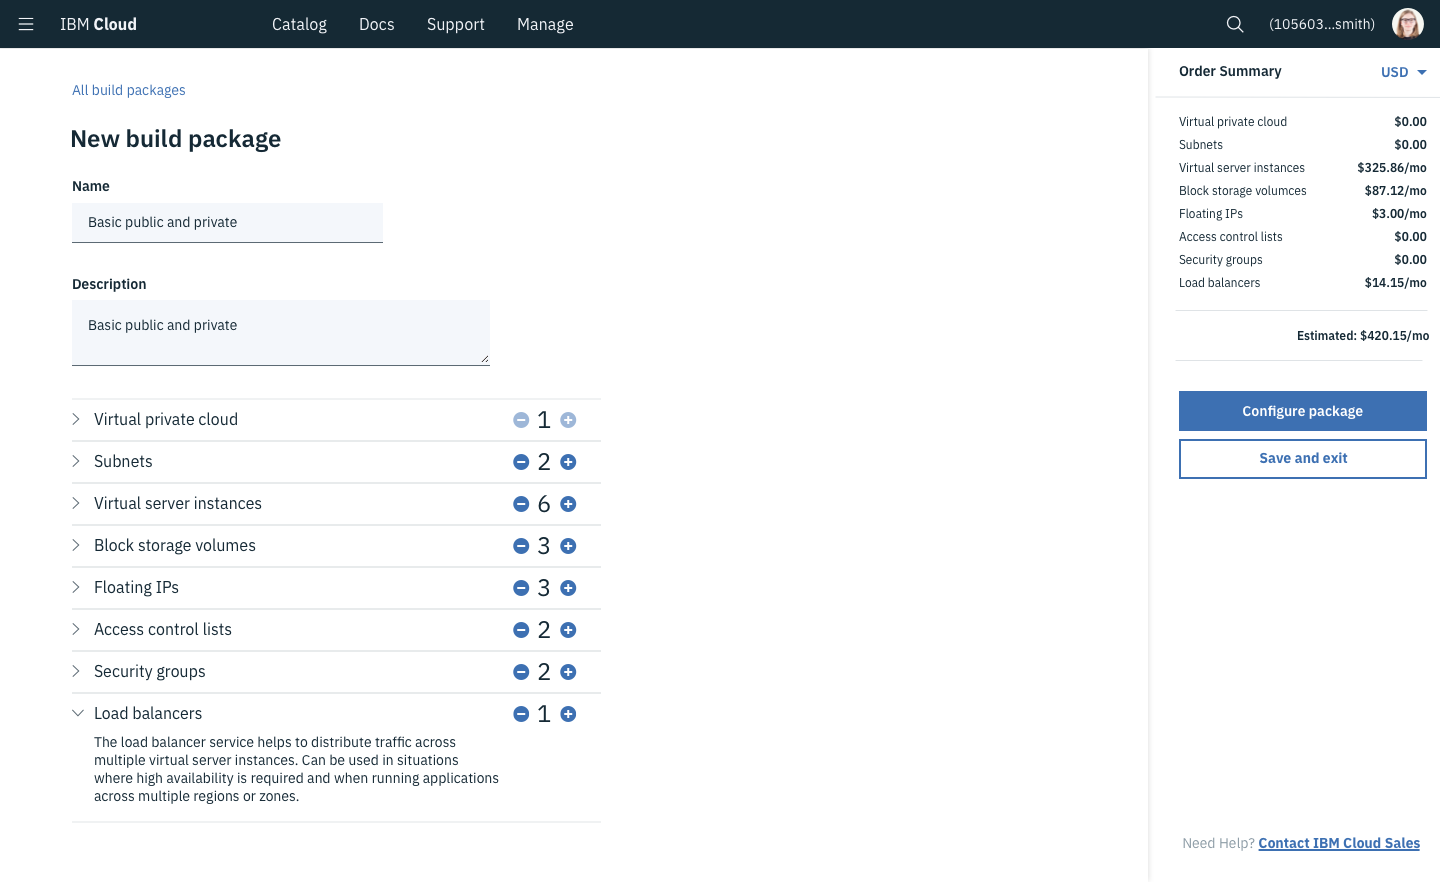 IBM Cloud
Catalog
Docs
Support
Manage
(105603...smith)
All build packages
New build package
Name
Basic public and private
Description
Basic public and private
Virtual private cloud 1
Subnets 2
Virtual server instances 6
Block storage volumes 3
Floating IPs 3
Access control lists 2
Security groups 2
Load balancers 1
The load balancer service helps to distribute traffic across
multiple virtual server instances. Can be used in situations
where high availability is required and when running applications
across multiple regions or zones.
Order Summary USD
Virtual private cloud $0.00
Subnets $0.00
Virtual server instances $325.86/mo
Block storage volumces $87.12/mo
Floating IPs $3.00/mo
Access control lists $0.00
Security groups $0.00
Load balancers $14.15/mo
Estimated: $420.15/mo
Configure package
Save and exit
Need Help? Contact IBM Cloud Sales